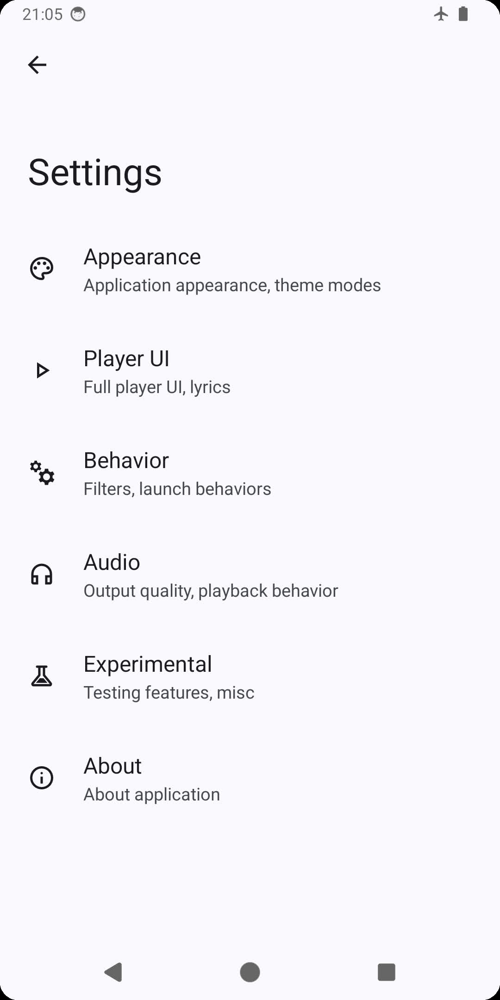 21:05
Settings
Appearance
Application appearance, theme modes
Player UI
Full player UI, lyrics
Behavior
Filters, launch behaviors
Audio
Output quality, playback behavior
Experimental
Testing features, misc
About
About application